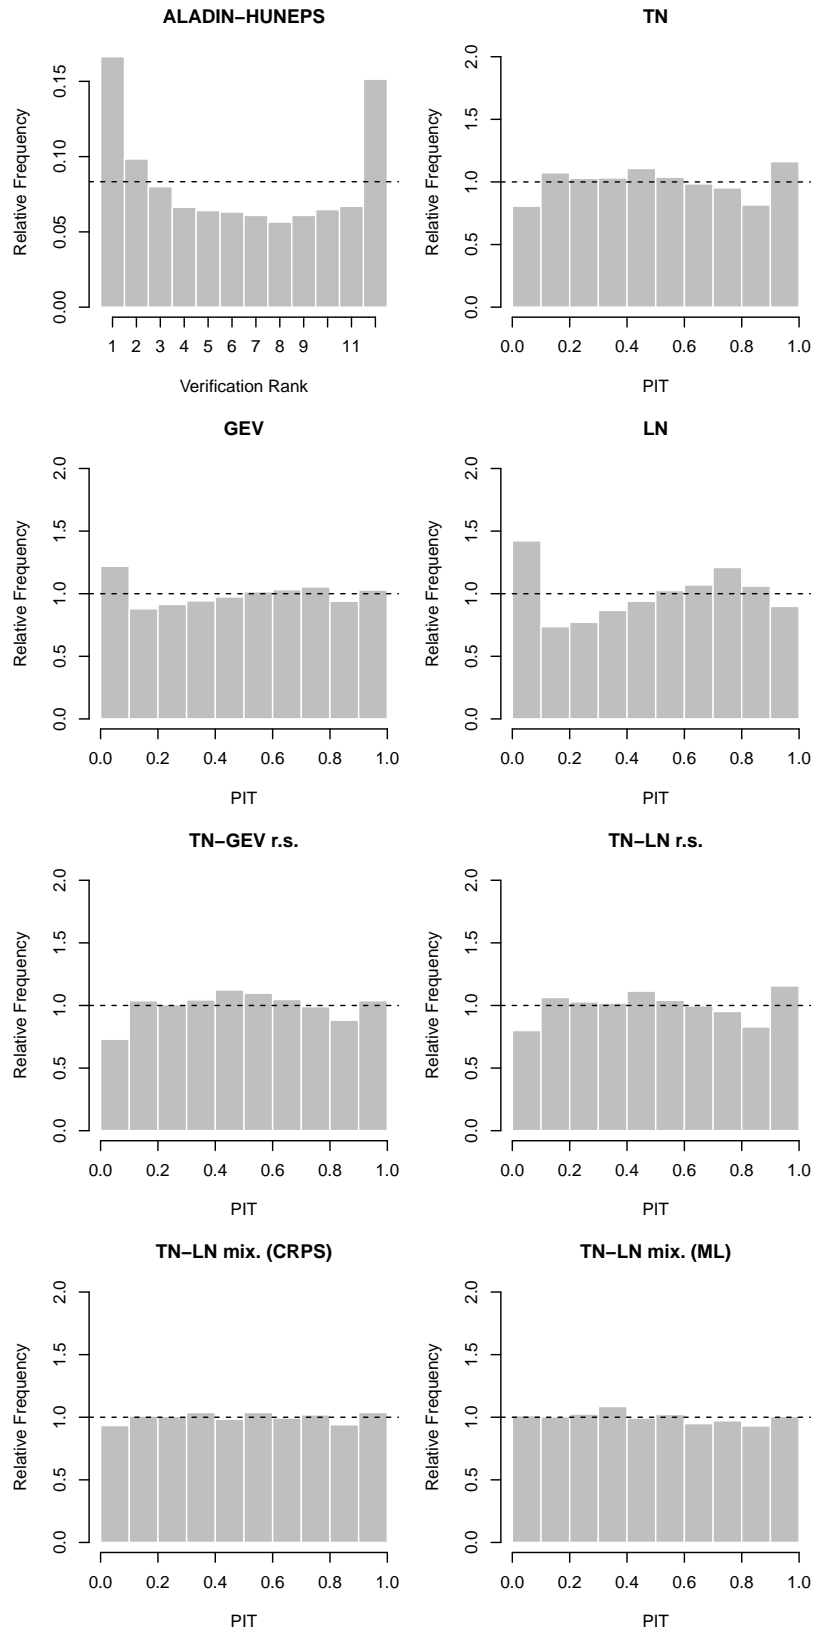 ALADIN−HUNEPS
Relative Frequency
0.00 0.05 0.10 0.15
1 2 3 4 5 6 7 8 9 11
Verification Rank
TN
Relative Frequency
0.0 0.5 1.0 1.5 2.0
0.0 0.2 0.4 0.6 0.8 1.0
PIT
GEV
Relative Frequency
0.0 0.5 1.0 1.5 2.0
0.0 0.2 0.4 0.6 0.8 1.0
PIT
LN
Relative Frequency
0.0 0.5 1.0 1.5 2.0
0.0 0.2 0.4 0.6 0.8 1.0
PIT
TN−GEV r.s.
Relative Frequency
0.0 0.5 1.0 1.5 2.0
0.0 0.2 0.4 0.6 0.8 1.0
PIT
TN−LN r.s.
Relative Frequency
0.0 0.5 1.0 1.5 2.0
0.0 0.2 0.4 0.6 0.8 1.0
PIT
TN−LN mix. (CRPS)
Relative Frequency
0.0 0.5 1.0 1.5 2.0
0.0 0.2 0.4 0.6 0.8 1.0
PIT
TN−LN mix. (ML)
Relative Frequency
0.0 0.5 1.0 1.5 2.0
0.0 0.2 0.4 0.6 0.8 1.0
PIT